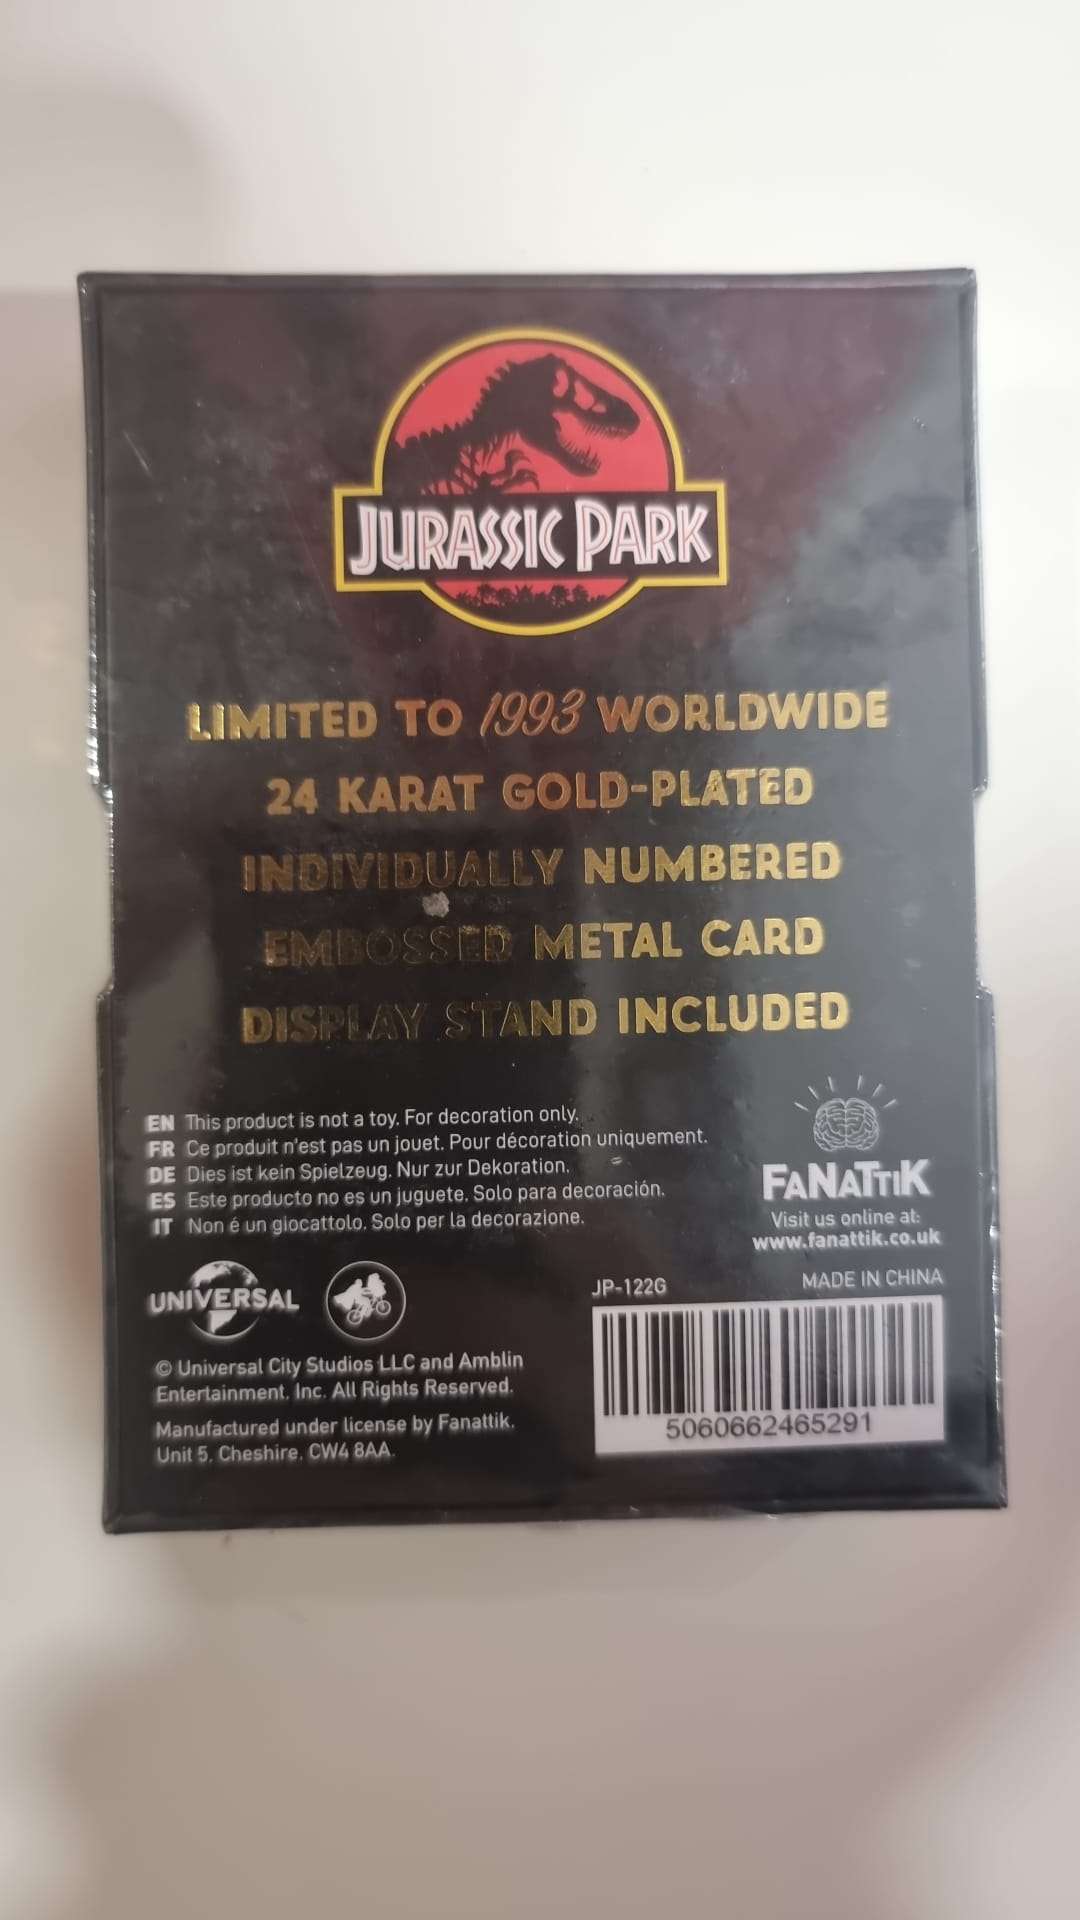 JURASSIC PARK
LIMITED TO 1993 WORLDWIDE
24 KARAT GOLD-PLATED
INDIVIDUALLY NUMBERED
EMBOSSED METAL CARD
DISPLAY STAND INCLUDED
EN This product is not a toy. For decoration only.
FR Ce produit n'est pas un jouet. Pour décoration uniquement.
DE Dies ist kein Spielzeug. Nur zur Dekoration.
ES Este producto no es un juguete. Solo para decoración.
IT Non é un giocattolo. Solo per la decorazione.
FANATTIK
Visit us online at:
www.fanattik.co.uk
UNIVERSAL
© Universal City Studios LLC and Amblin
Entertainment, Inc. All Rights Reserved.
Manufactured under license by Fanattik.
Unit 5, Cheshire, CW4 8AA.
JP-122G
MADE IN CHINA
5060662465291